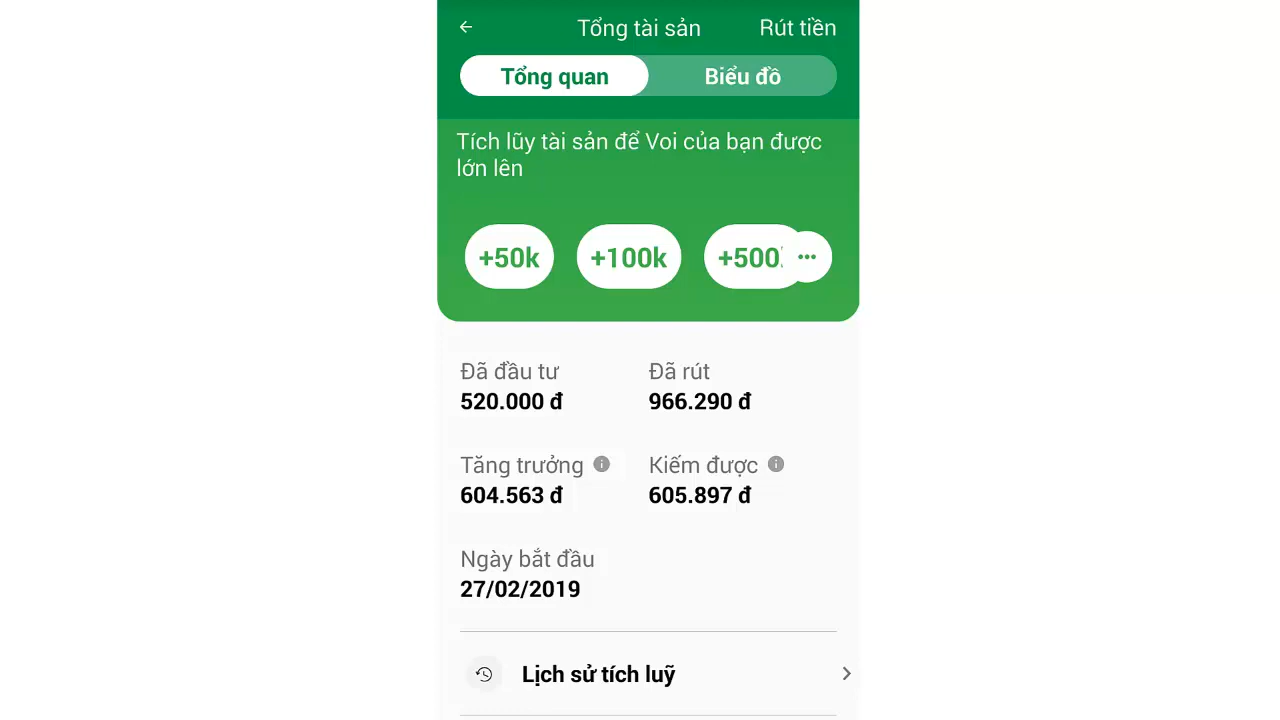 Tổng tài sản
Rút tiền
Tổng quan
Biểu đồ
Tích lũy tài sản để Voi của bạn được
lớn lên
+50k
+100k
+500
Đã đầu tư
Đã rút
520.000 đ
966.290 đ
Tăng trưởng
Kiếm được
604.563 đ
605.897 đ
Ngày bắt đầu
27/02/2019
Lịch sử tích luỹ